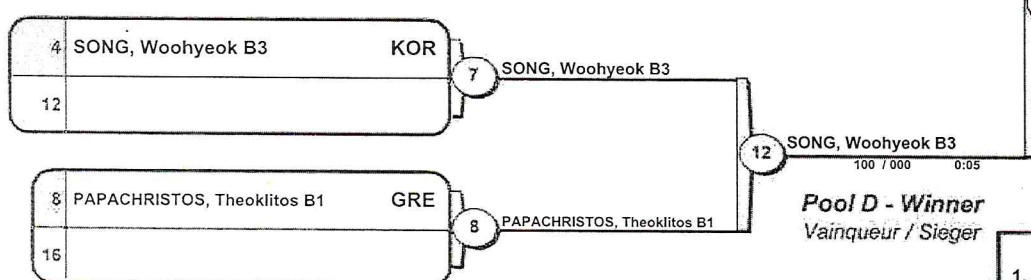 4 SONG, Woohyeok B3 KOR
12
7
SONG, Woohyeok B3
8 PAPACHRISTOS, Theoklitos B1 GRE
16
8
PAPACHRISTOS, Theoklitos B1
12
SONG, Woohyeok B3
100 / 000 0:05
Pool D - Winner
Vainqueur / Sieger
1